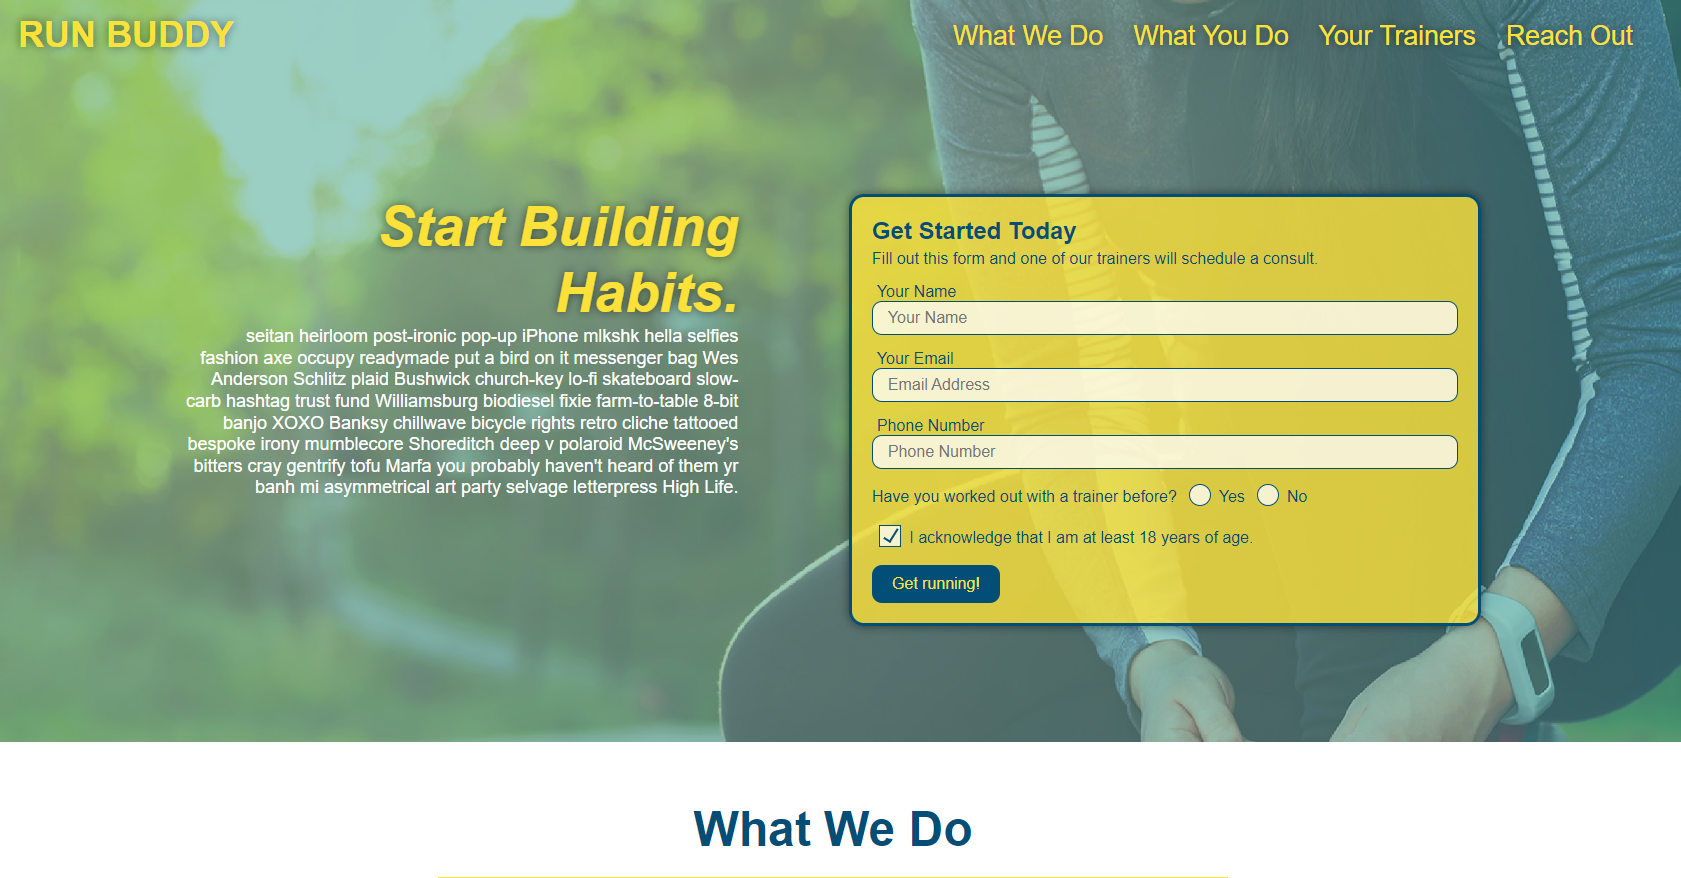 RUN BUDDY
What We Do What You Do Your Trainers Reach Out
Start Building
Habits.
seitan heirloom post-ironic pop-up iPhone mlkshk hella selfies
fashion axe occupy readymade put a bird on it messenger bag Wes
Anderson Schlitz plaid Bushwick church-key lo-fi skateboard slow-
carb hashtag trust fund Williamsburg biodiesel fixie farm-to-table 8-bit
banjo XOXO Banksy chillwave bicycle rights retro cliche tattooed
bespoke irony mumblecore Shoreditch deep v polaroid McSweeney's
bitters cray gentrify tofu Marfa you probably haven't heard of them yr
banh mi asymmetrical art party selvage letterpress High Life.
Get Started Today
Fill out this form and one of our trainers will schedule a consult.
Your Name
Your Name
Your Email
Email Address
Phone Number
Phone Number
Have you worked out with a trainer before? Yes No
I acknowledge that I am at least 18 years of age.
Get running!
What We Do